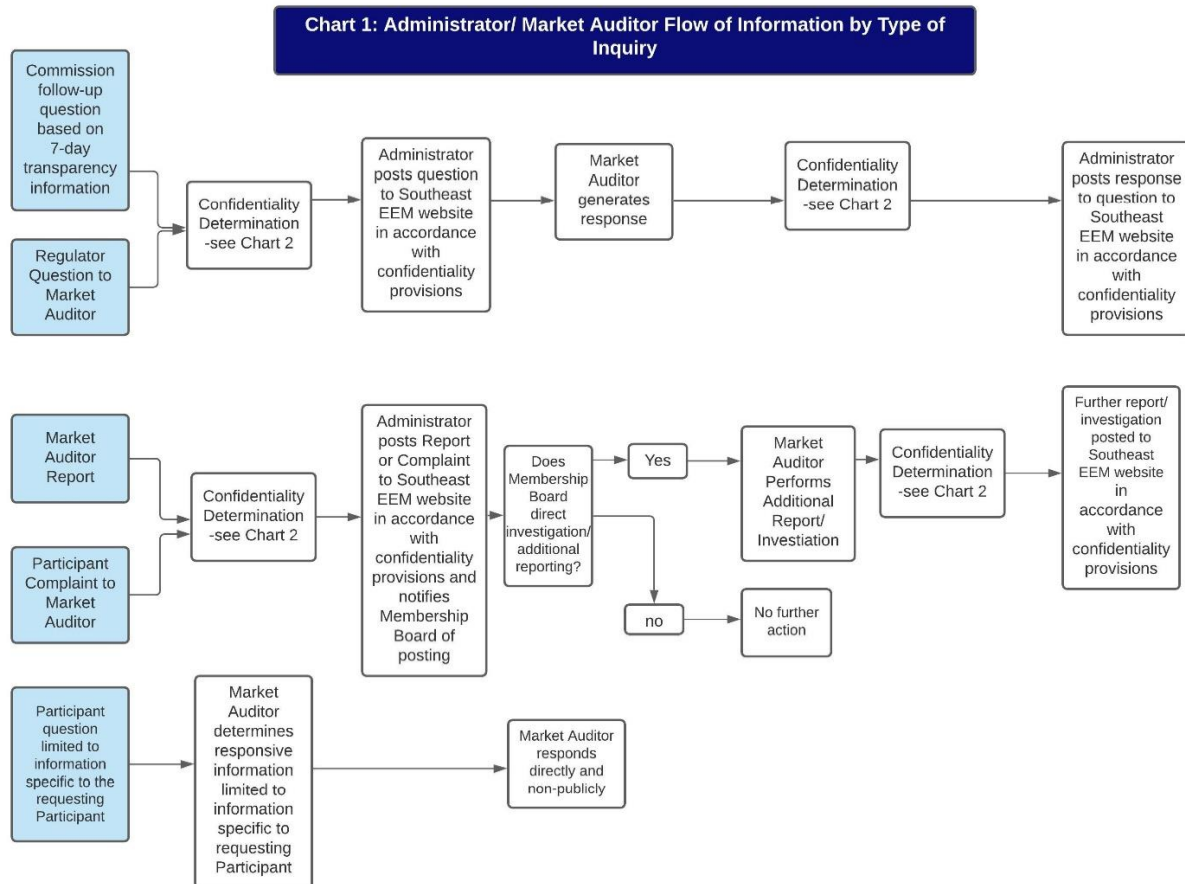 Chart 1: Administrator/ Market Auditor Flow of Information by Type of
Inquiry
Commission
follow-up
question
based on
7-day
transparency
information
Regulator
Question to
Market
Auditor
Confidentiality
Determination
-see Chart 2
Administrator
posts question
to Southeast
EEM website
in accordance
with
confidentiality
provisions
Market
Auditor
generates
response
Confidentiality
Determination
-see Chart 2
Administrator
posts response
to question to
Southeast
EEM website
in accordance
with
confidentiality
provisions
Market
Auditor
Report
Participant
Complaint to
Market
Auditor
Confidentiality
Determination
-see Chart 2
Administrator
posts Report
or Complaint
to Southeast
EEM website
in accordance
with
confidentiality
provisions and
notifies
Membership
Board of
posting
Does
Membership
Board
direct
investigation/
additional
reporting?
Yes
no
Market
Auditor
Performs
Additional
Report/
Investiation
No further
action
Confidentiality
Determination
-see Chart 2
Further report/
investigation
posted to
Southeast
EEM website
in
accordance
with
confidentiality
provisions
Participant
question
limited to
information
specific to the
requesting
Participant
Market
Auditor
determines
responsive
information
limited to
information
specific to
requesting
Participant
Market Auditor
responds
directly and
non-publicly